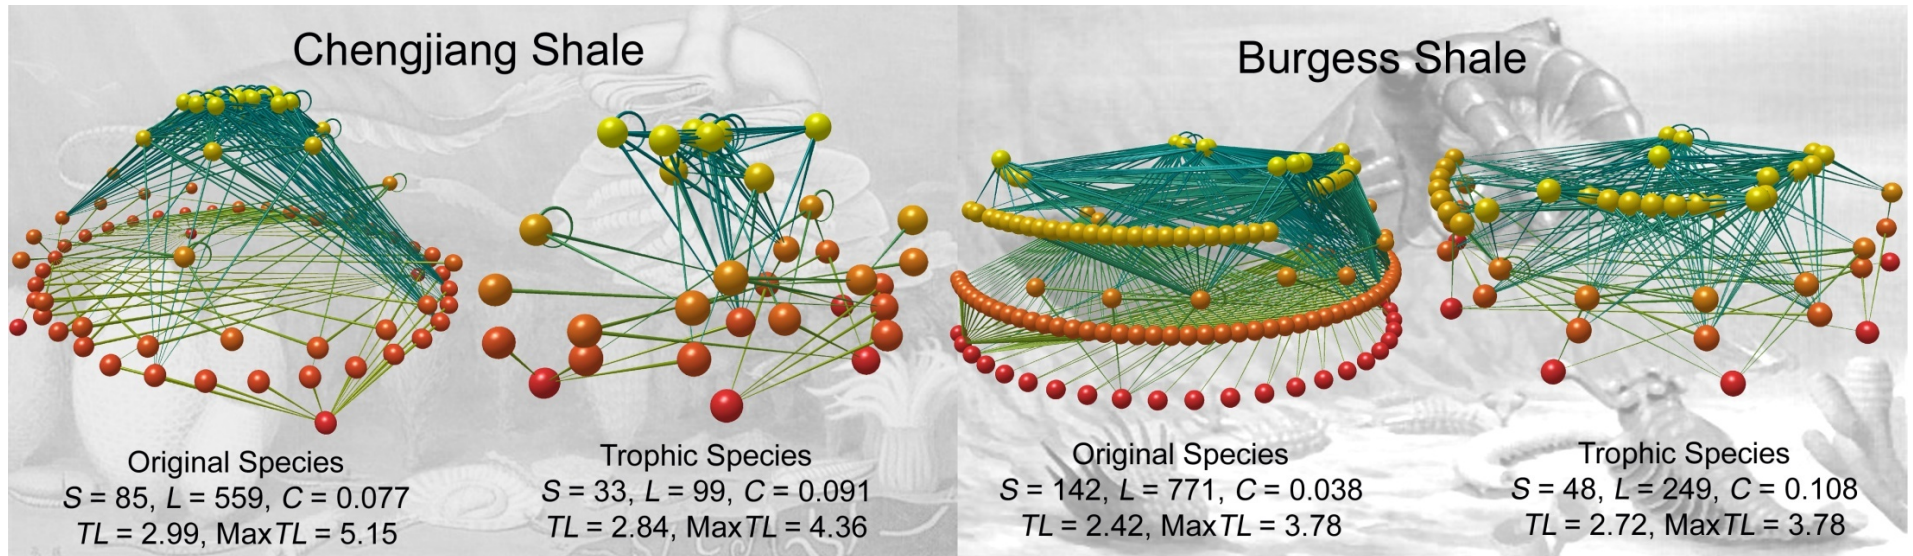 Chengjiang Shale
Original Species
S = 85, L = 559, C = 0.077
TL = 2.99, MaxTL = 5.15
Trophic Species
S = 33, L = 99, C = 0.091
TL = 2.84, MaxTL = 4.36
Burgess Shale
Original Species
S = 142, L = 771, C = 0.038
TL = 2.42, MaxTL = 3.78
Trophic Species
S = 48, L = 249, C = 0.108
TL = 2.72, MaxTL = 3.78